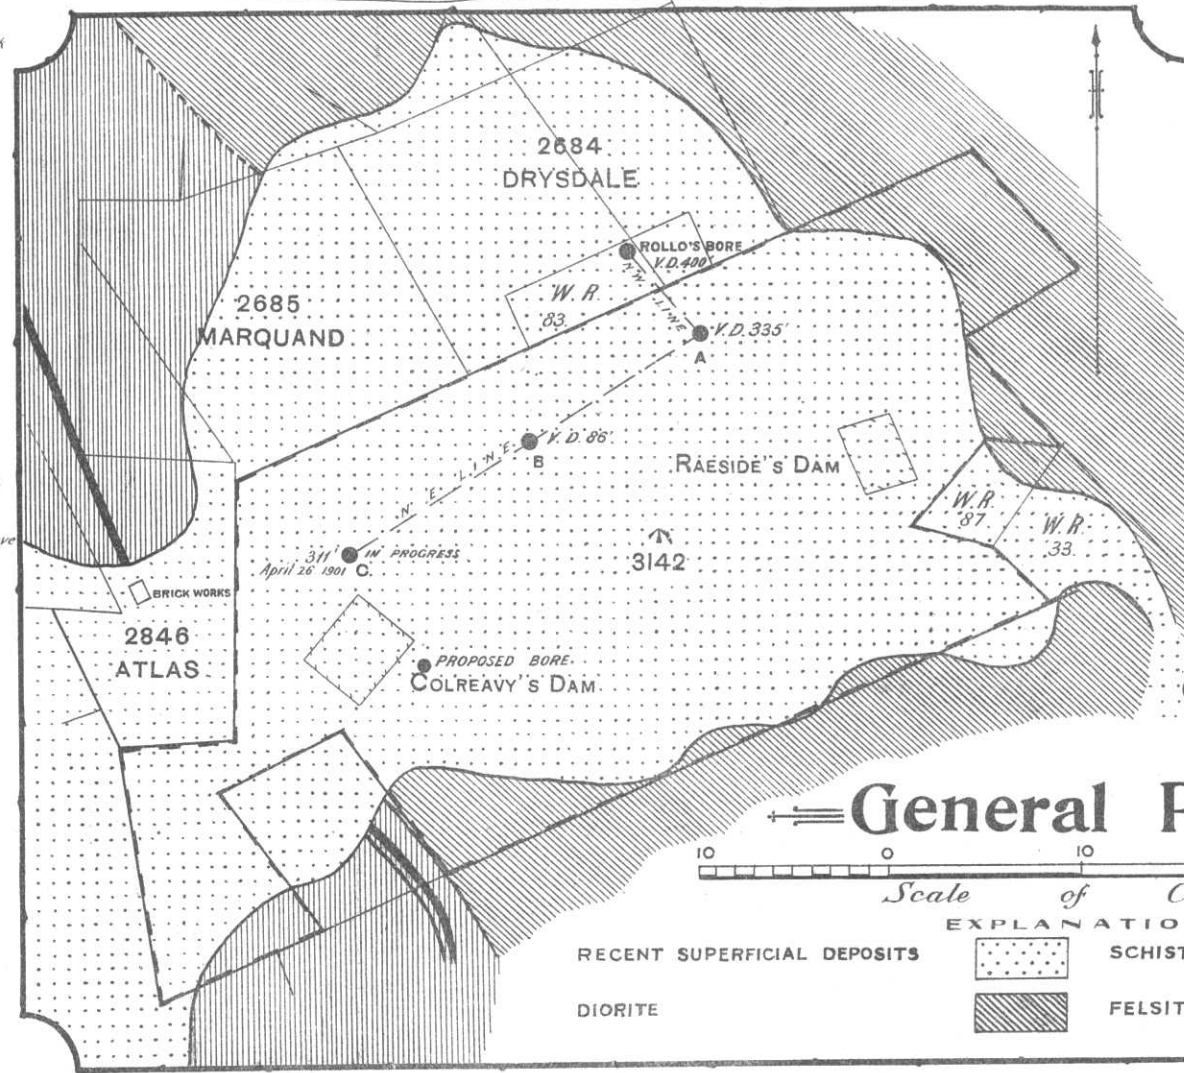 2684
DRYSDALE
ROLLO'S BORE
V.D. 400'
N W LINE
W. R.
83.
2685
MARQUAND
V. D. 335'
A
V. D. 86'
B
N E LINE
RAESIDE'S DAM
W. R.
87
W. R.
33.
311' IN PROGRESS
April 26 1901 C.
3142
BRICK WORKS
2846
ATLAS
PROPOSED BORE.
COLREAVY'S DAM
General P
10 0 10
Scale of C
EXPLANATIO
RECENT SUPERFICIAL DEPOSITS SCHIST
DIORITE FELSIT